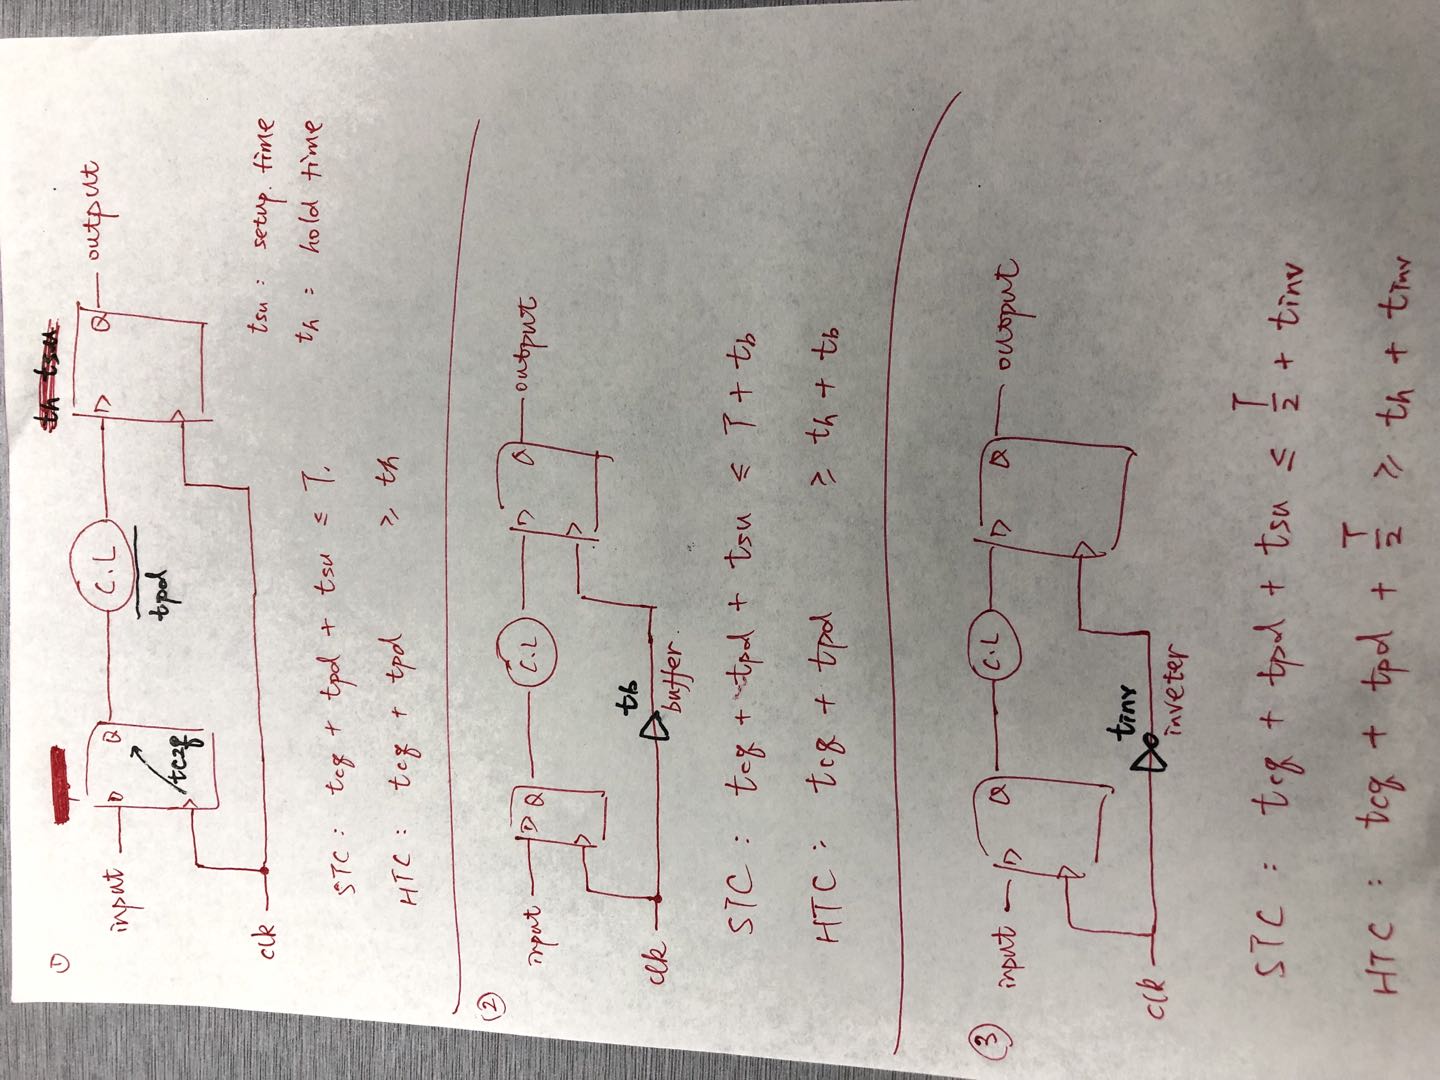 ①
th tsu
input D Q C.L D Q output
tc2q tpd
clk
tsu : setup. time
th : hold time
STC : tcq + tpd + tsu ≤ T.
HTC : tcq + tpd ≥ th
②
input D Q C.L D Q output
tb
clk
buffer.
STC : tcq + tpd + tsu ≤ T + tb
HTC : tcq + tpd ≥ th + tb
③
input D Q C.L D Q output
tinv
clk
inveter
STC : tcq + tpd + tsu ≤ T/2 + tinv
HTC : tcq + tpd + T/2 ≥ th + tinv